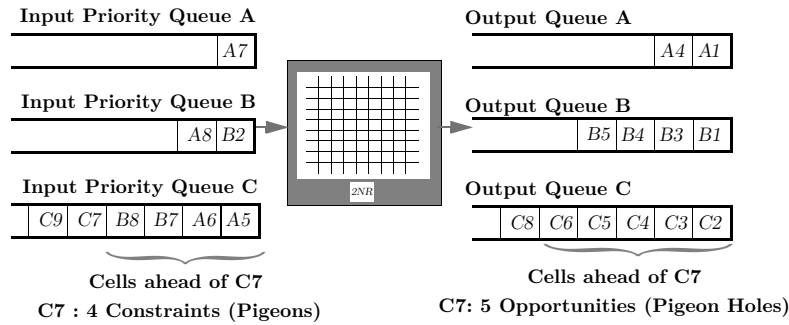 Input Priority Queue A
A7
Input Priority Queue B
A8 B2
Input Priority Queue C
C9 C7 B8 B7 A6 A5
Cells ahead of C7
C7 : 4 Constraints (Pigeons)
2NR
Output Queue A
A4 A1
Output Queue B
B5 B4 B3 B1
Output Queue C
C8 C6 C5 C4 C3 C2
Cells ahead of C7
C7: 5 Opportunities (Pigeon Holes)